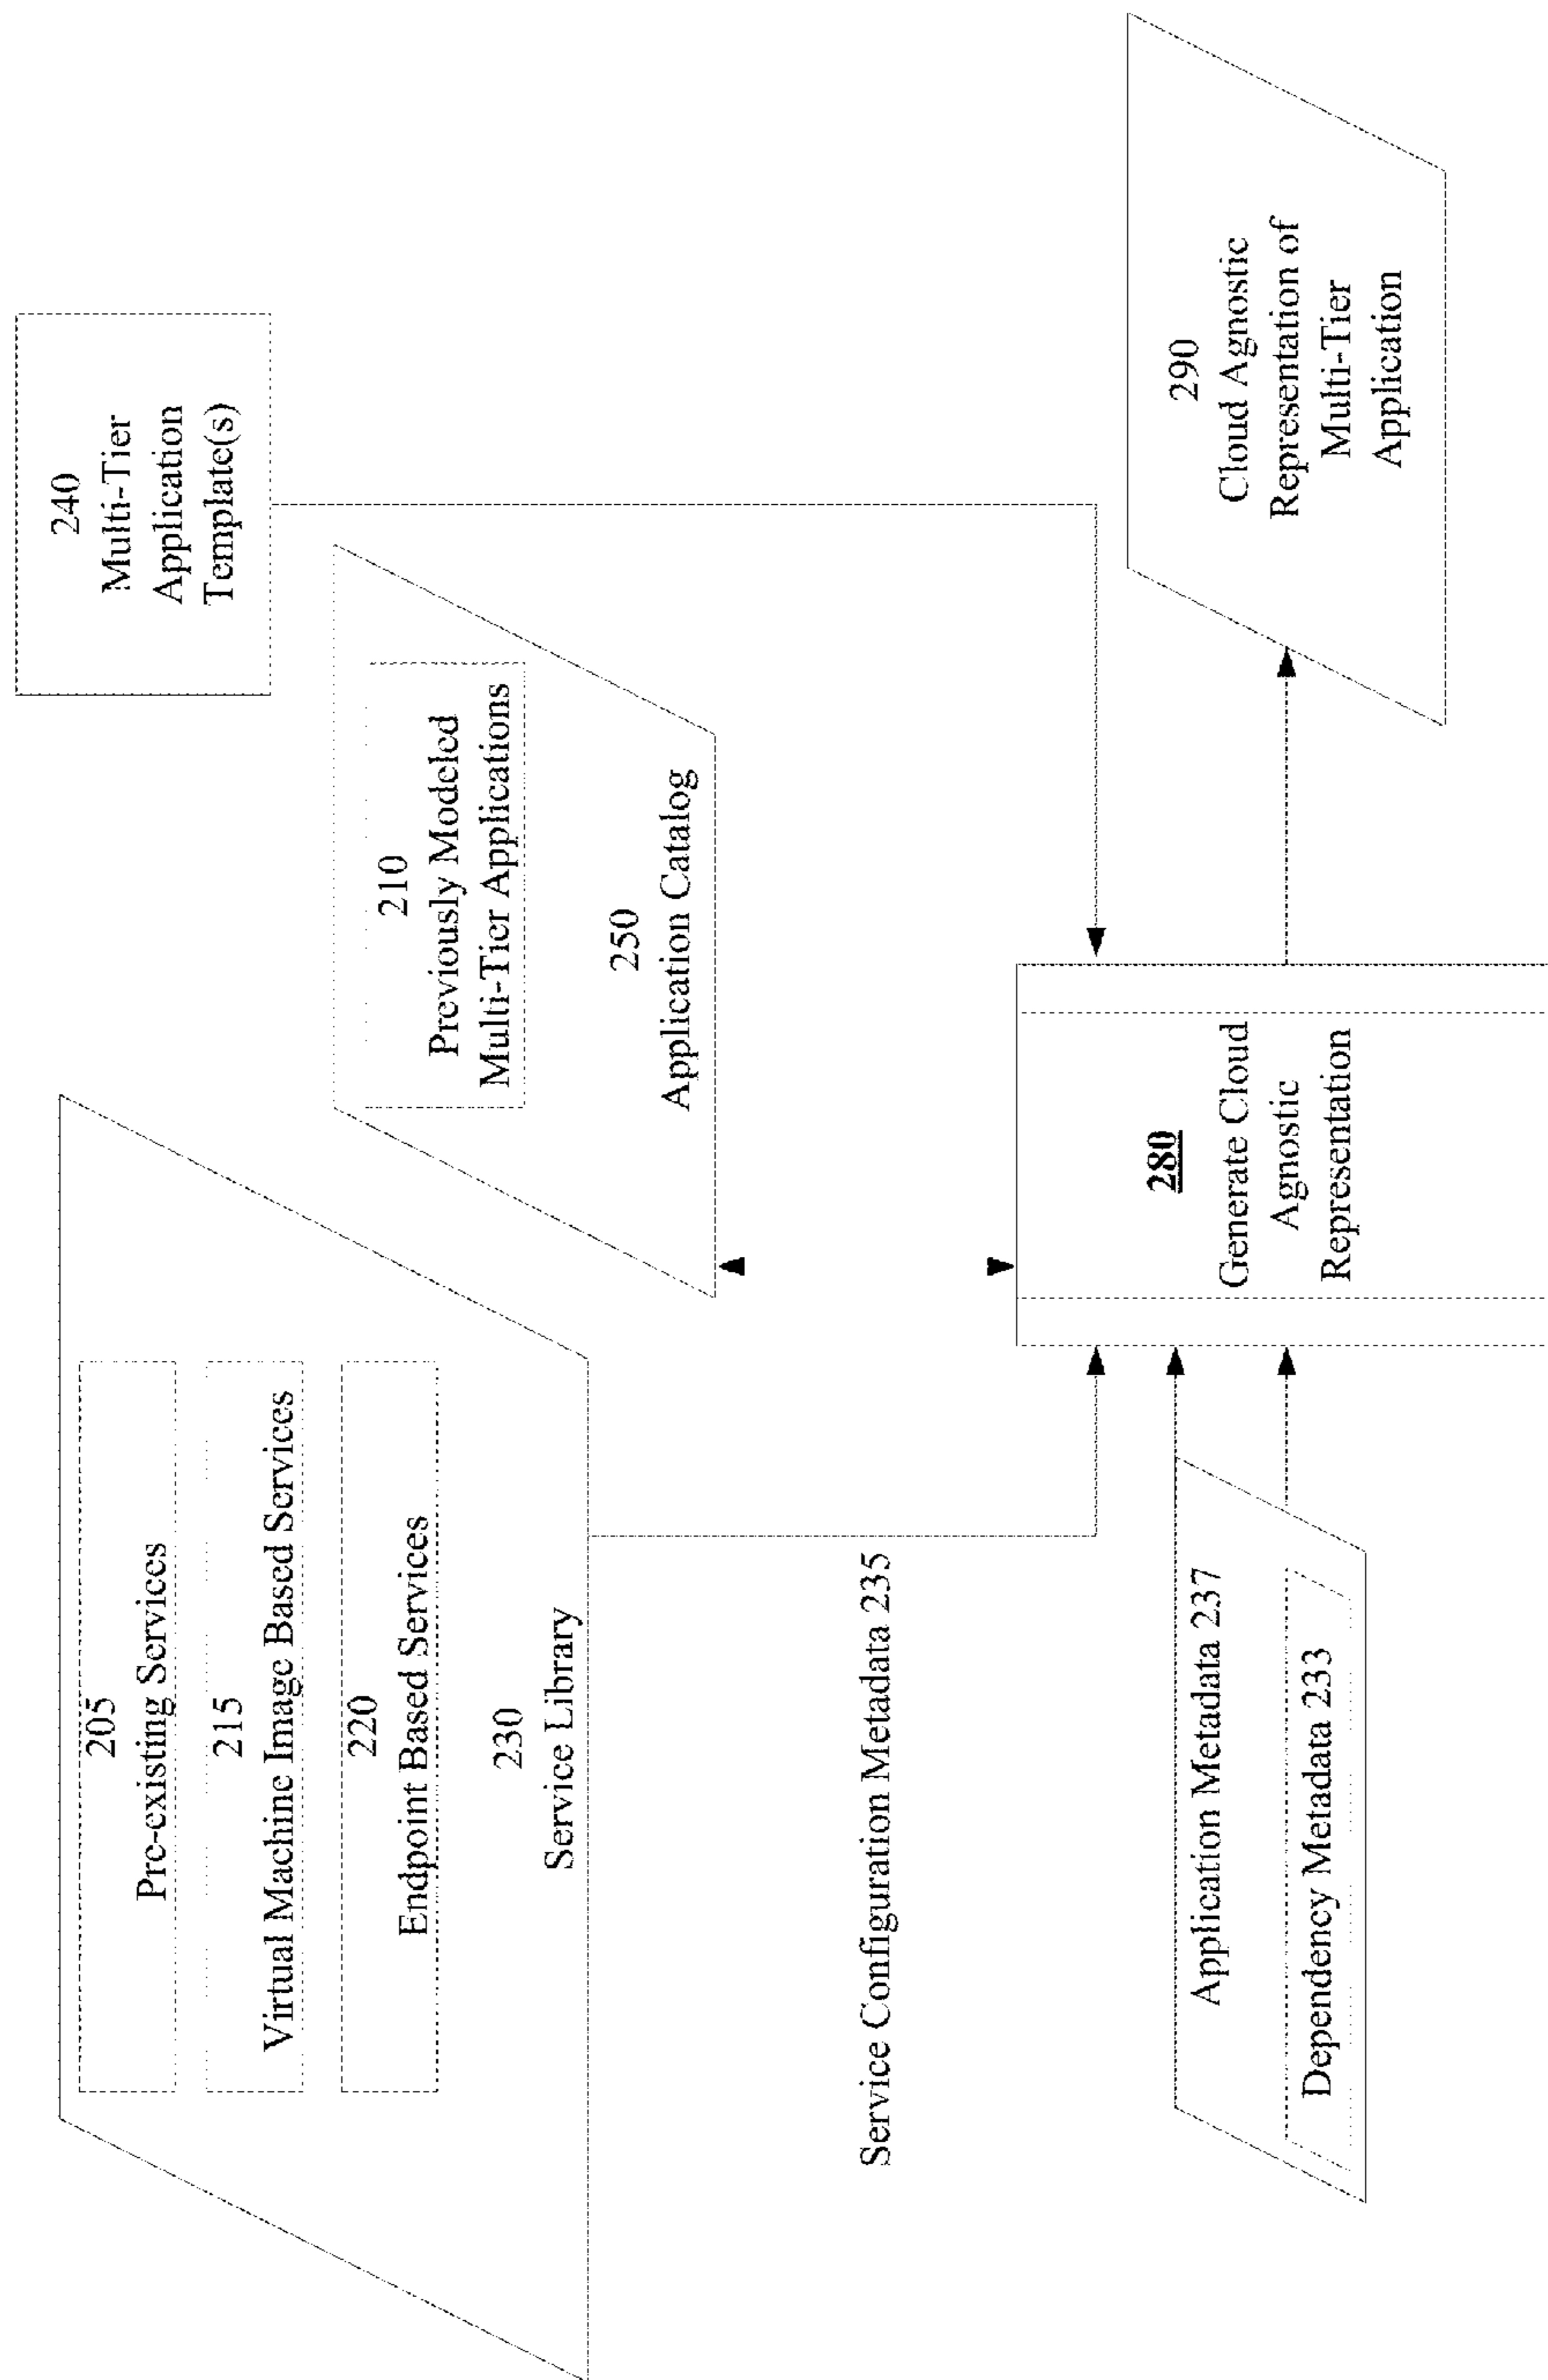 205
Pre-existing Services
215
Virtual Machine Image Based Services
220
Endpoint Based Services
230
Service Library
210
Previously Modeled
Multi-Tier Applications
250
Application Catalog
240
Multi-Tier
Application
Template(s)
Service Configuration Metadata 235
Application Metadata 237
Dependency Metadata 233
280
Generate Cloud
Agnostic
Representation
290
Cloud Agnostic
Representation of
Multi-Tier
Application